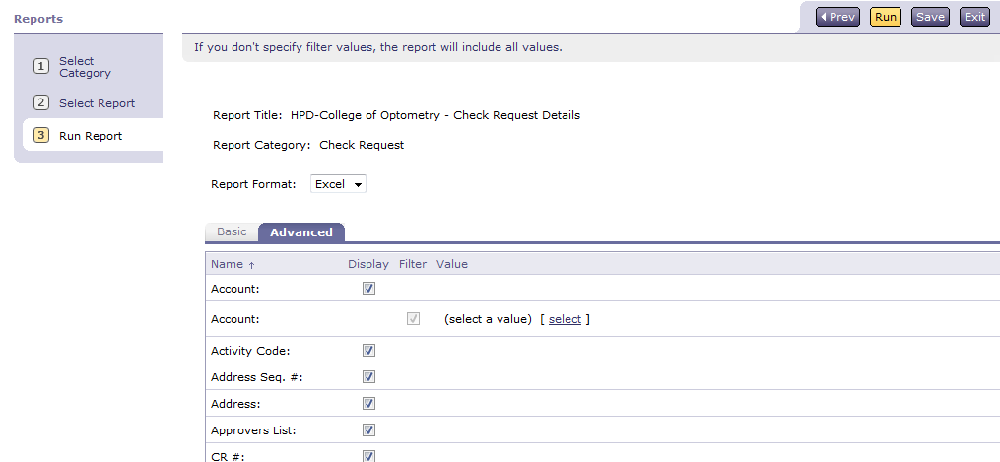 Reports
Prev Run Save Exit
If you don't specify filter values, the report will include all values.
1 Select
Category
2 Select Report
3 Run Report
Report Title: HPD-College of Optometry - Check Request Details
Report Category: Check Request
Report Format: Excel
Basic Advanced
Name ↑ Display Filter Value
Account:
Account: (select a value) [ select ]
Activity Code:
Address Seq. #:
Address:
Approvers List:
CR #: